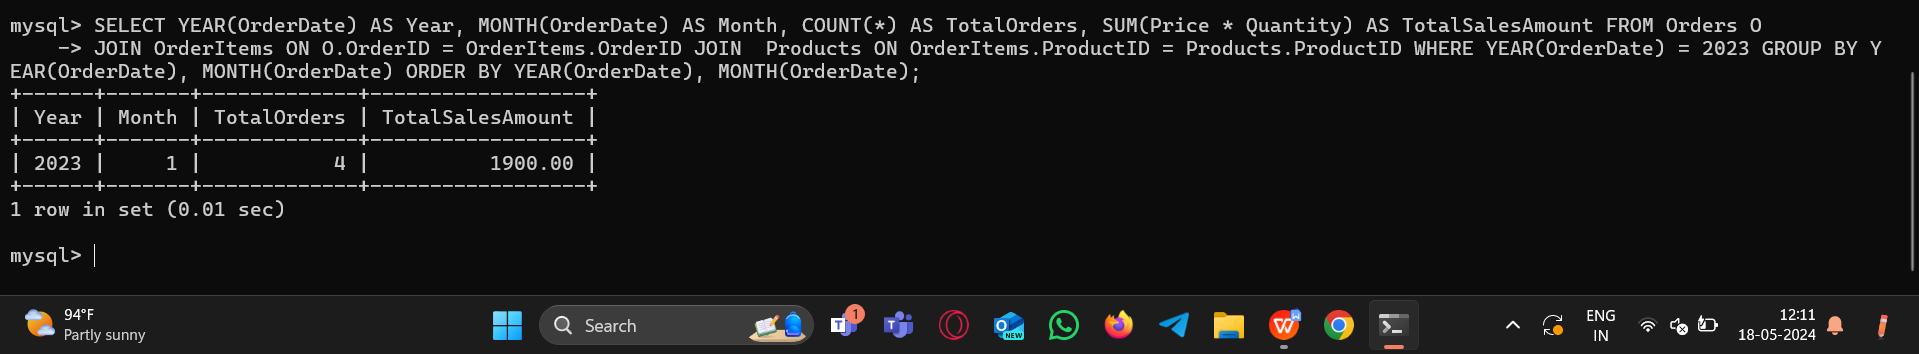 mysql> SELECT YEAR(OrderDate) AS Year, MONTH(OrderDate) AS Month, COUNT(*) AS TotalOrders, SUM(Price * Quantity) AS TotalSalesAmount FROM Orders O
    -> JOIN OrderItems ON O.OrderID = OrderItems.OrderID JOIN  Products ON OrderItems.ProductID = Products.ProductID WHERE YEAR(OrderDate) = 2023 GROUP BY Y
EAR(OrderDate), MONTH(OrderDate) ORDER BY YEAR(OrderDate), MONTH(OrderDate);
+------+-------+-------------+------------------+
| Year | Month | TotalOrders | TotalSalesAmount |
+------+-------+-------------+------------------+
| 2023 |     1 |           4 |          1900.00 |
+------+-------+-------------+------------------+
1 row in set (0.01 sec)

mysql>
94°F
Partly sunny
Search
1
NEW
ENG
IN
12:11
18-05-2024